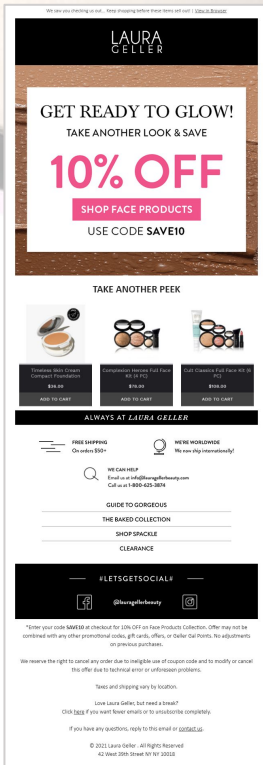 We saw you checking us out... Keep shopping before these items sell out! | View in Browser
LAURA
GELLER
GET READY TO GLOW!
TAKE ANOTHER LOOK & SAVE
10% OFF
SHOP FACE PRODUCTS
USE CODE SAVE10
TAKE ANOTHER PEEK
Timeless Skin Cream
Compact Foundation
$36.00
ADD TO CART
Complexion Heroes Full Face
Kit (4 PC)
$76.00
ADD TO CART
Cult Classics Full Face Kit (6
PC)
$106.00
ADD TO CART
ALWAYS AT LAURA GELLER
FREE SHIPPING
On orders $50+
WE'RE WORLDWIDE
We now ship internationally!
WE CAN HELP
Email us at info@lauragellerbeauty.com
Call us at 1-800-625-3874
GUIDE TO GORGEOUS
THE BAKED COLLECTION
SHOP SPACKLE
CLEARANCE
#LETSGETSOCIAL#
@lauragellerbeauty
*Enter your code SAVE10 at checkout for 10% OFF on Face Products Collection. Offer may not be
combined with any other promotional codes, gift cards, offers, or Geller Gal Points. No adjustments
on previous purchases.
We reserve the right to cancel any order due to ineligible use of coupon code and to modify or cancel
this offer due to technical error or unforeseen problems.
Taxes and shipping vary by location.
Love Laura Geller, but need a break?
Click here if you want fewer emails or to unsubscribe completely.
If you have any questions, reply to this email or contact us.
© 2021 Laura Geller . All Rights Reserved
42 West 39th Street NY NY 10018